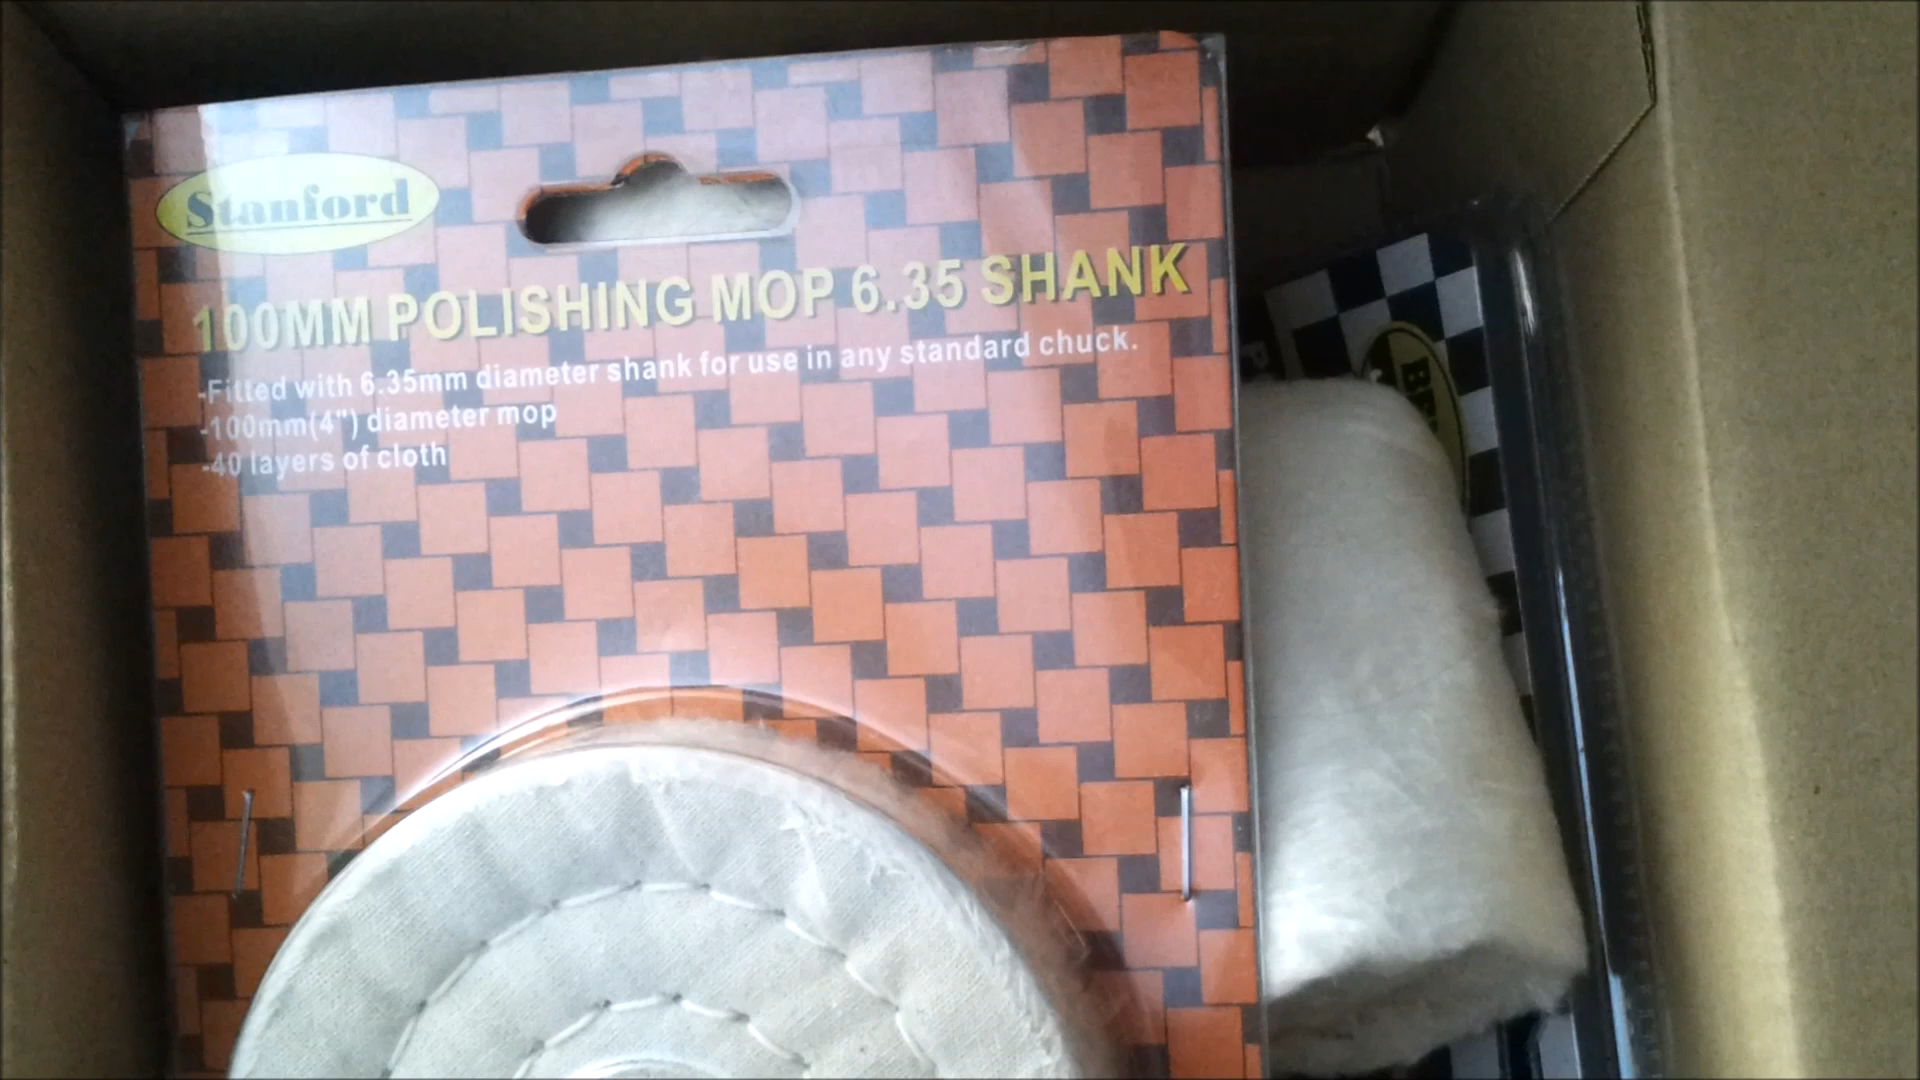 Stanford
100MM POLISHING MOP 6.35 SHANK
-Fitted with 6.35mm diameter shank for use in any standard chuck.
-100mm(4") diameter mop
-40 layers of cloth